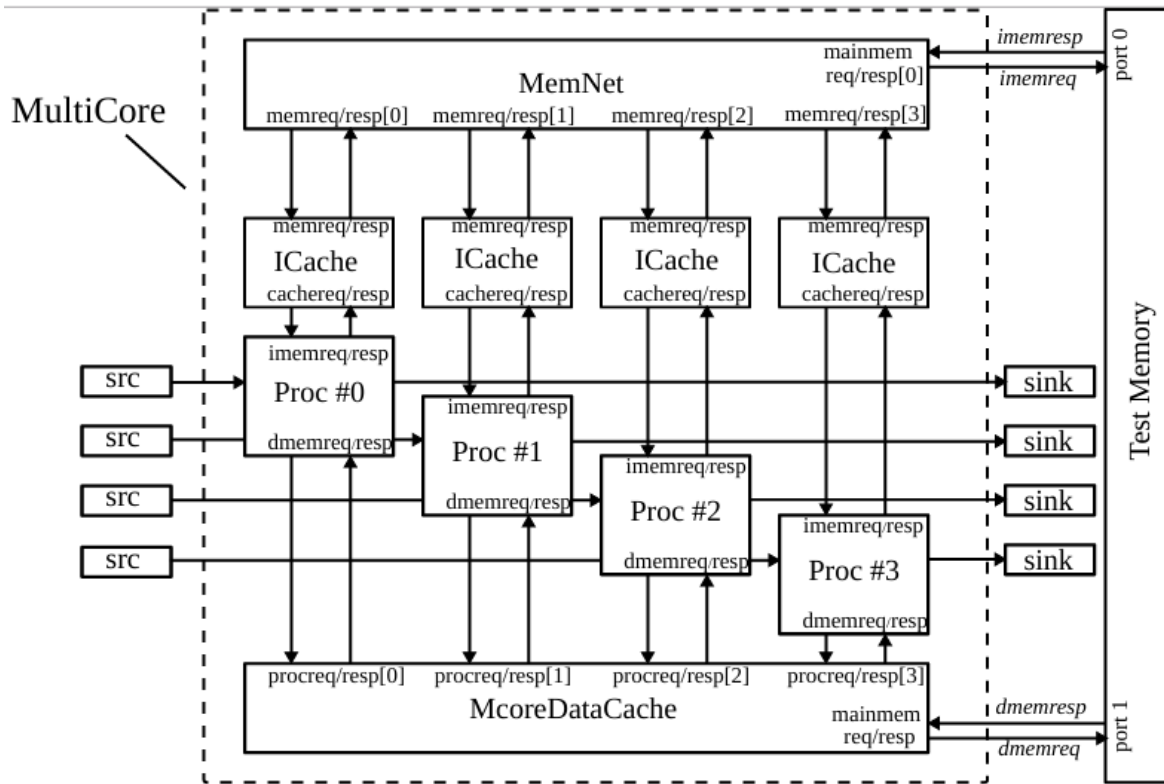 imemresp
port 0
mainmem
req/resp[0]
MemNet
imemreq
MultiCore
memreq/resp[0]
memreq/resp[1]
memreq/resp[2]
memreq/resp[3]
memreq/resp
memreq/resp
memreq/resp
memreq/resp
ICache
ICache
ICache
ICache
cachereq/resp
cachereq/resp
cachereq/resp
cachereq/resp
Test Memory
imemreq/resp
src
Proc #0
sink
imemreq/resp
src
dmemreq/resp
Proc #1
sink
imemreq/resp
src
dmemreq/resp
Proc #2
sink
imemreq/resp
src
dmemreq/resp
Proc #3
sink
dmemreq/resp
procreq/resp[0]
procreq/resp[1]
procreq/resp[2]
procreq/resp[3]
McoreDataCache
mainmem
req/resp
dmemresp
dmemreq
port 1